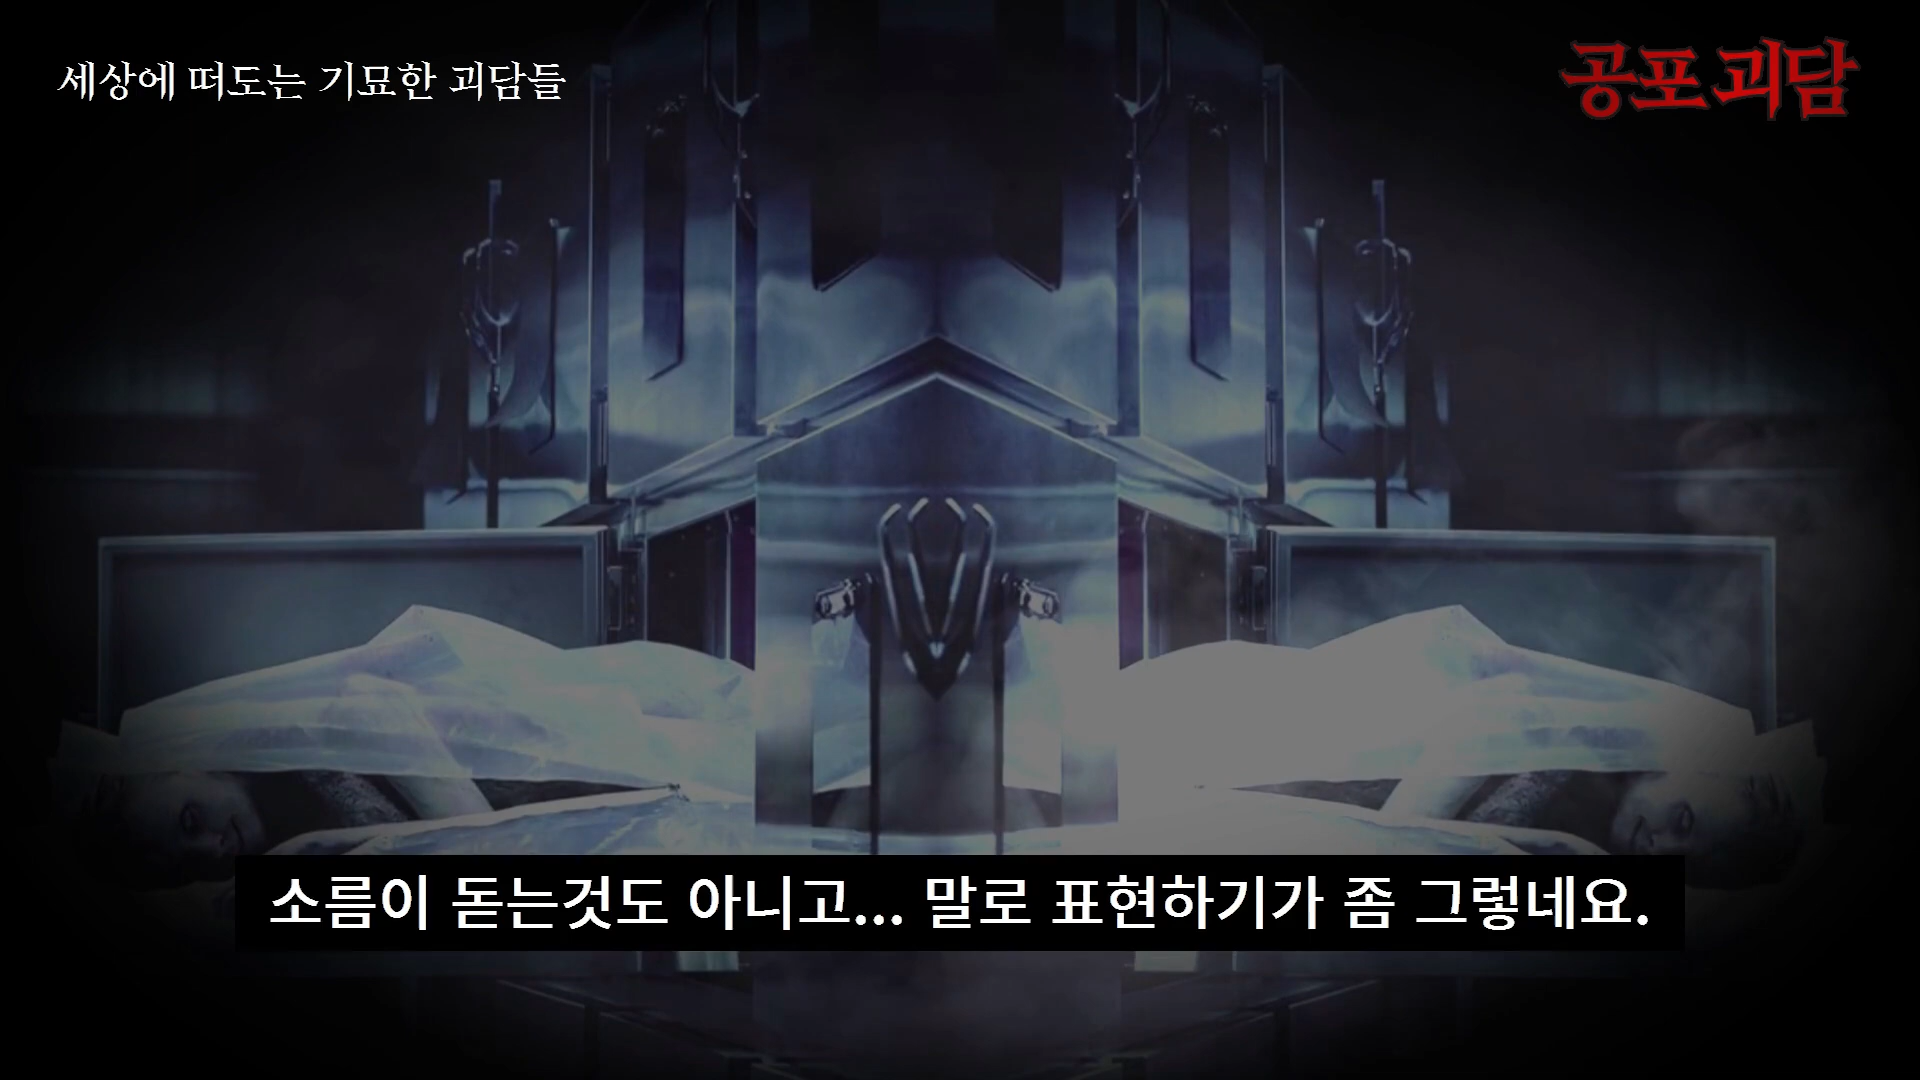 세상에 떠도는 기묘한 괴담들
공포 괴담
소름이 돋는것도 아니고... 말로 표현하기가 좀 그렇네요.